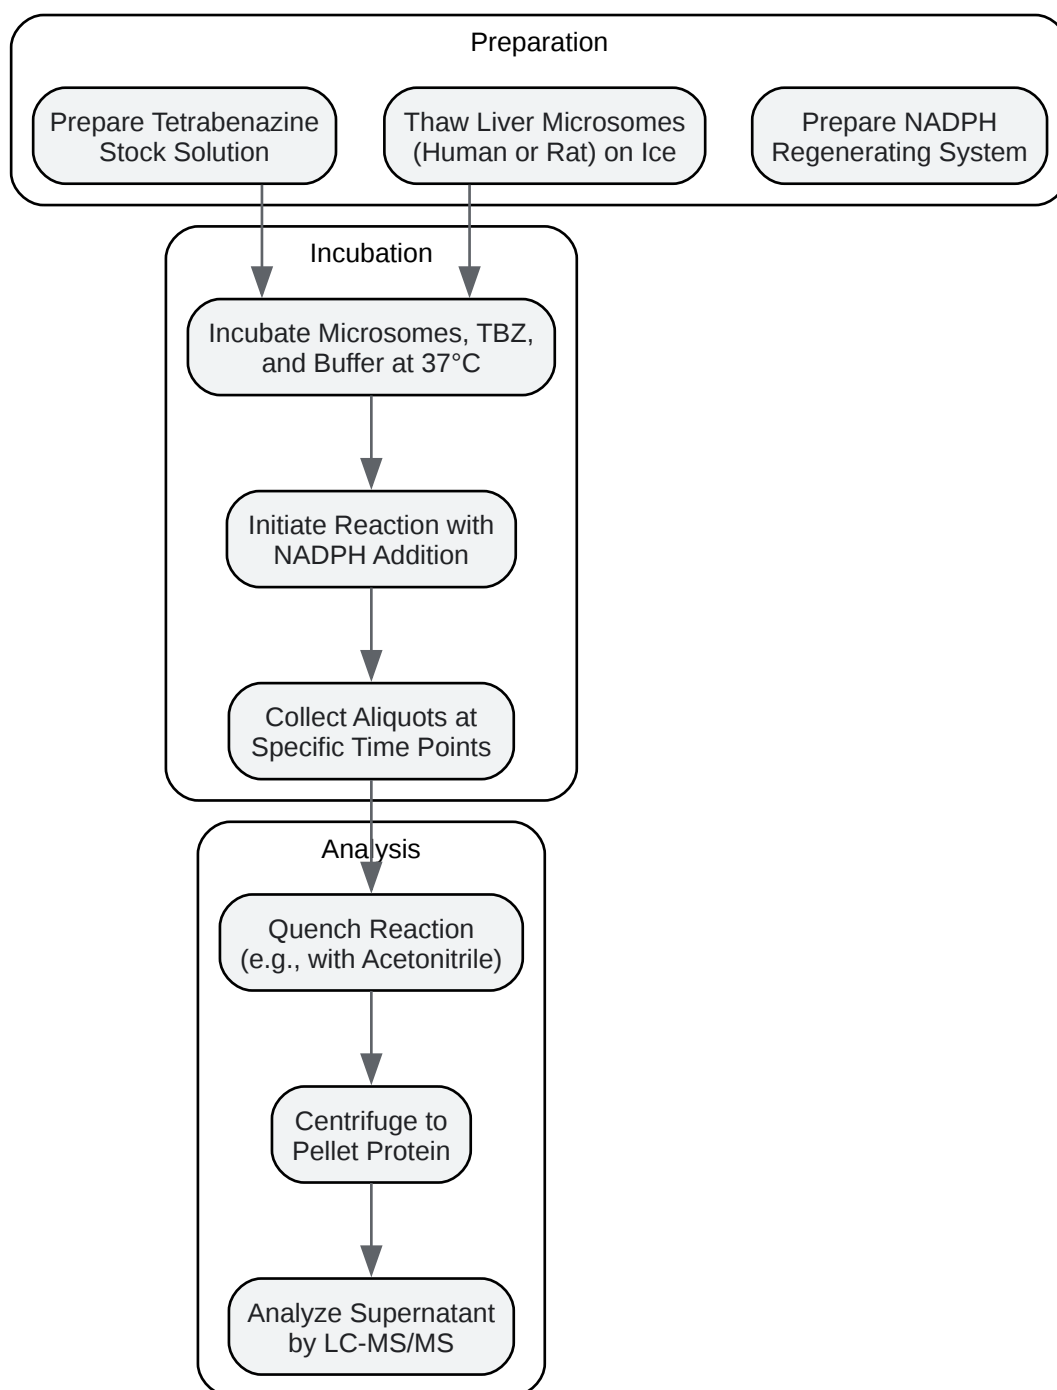 Preparation
Prepare Tetrabenazine
Stock Solution
Thaw Liver Microsomes
(Human or Rat) on Ice
Prepare NADPH
Regenerating System
Incubation
Incubate Microsomes, TBZ,
and Buffer at 37°C
Initiate Reaction with
NADPH Addition
Collect Aliquots at
Specific Time Points
Analysis
Quench Reaction
(e.g., with Acetonitrile)
Centrifuge to
Pellet Protein
Analyze Supernatant
by LC-MS/MS